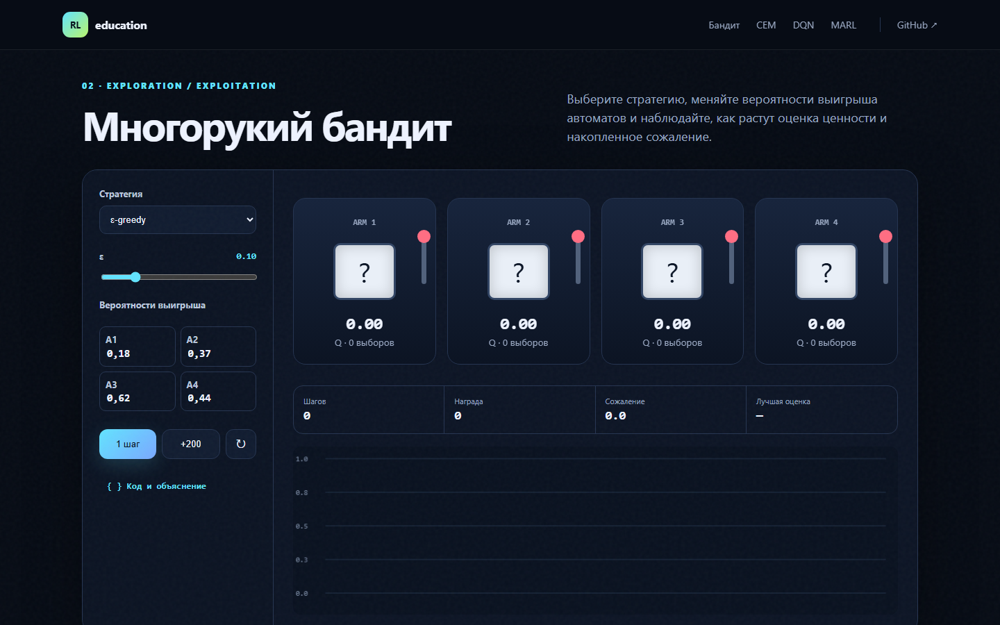 RL education
Бандит CEM DQN MARL GitHub ↗
02 · EXPLORATION / EXPLOITATION
Многорукий бандит
Выберите стратегию, меняйте вероятности выигрыша
автоматов и наблюдайте, как растут оценка ценности и
накопленное сожаление.
Стратегия
ε-greedy
ε 0.10
Вероятности выигрыша
A1
0,18
A2
0,37
A3
0,62
A4
0,44
1 шаг +200 ↻
{ } Код и объяснение
ARM 1
?
0.00
Q · 0 выборов
ARM 2
?
0.00
Q · 0 выборов
ARM 3
?
0.00
Q · 0 выборов
ARM 4
?
0.00
Q · 0 выборов
Шагов
0
Награда
0
Сожаление
0.0
Лучшая оценка
—
1.0
0.8
0.5
0.3
0.0